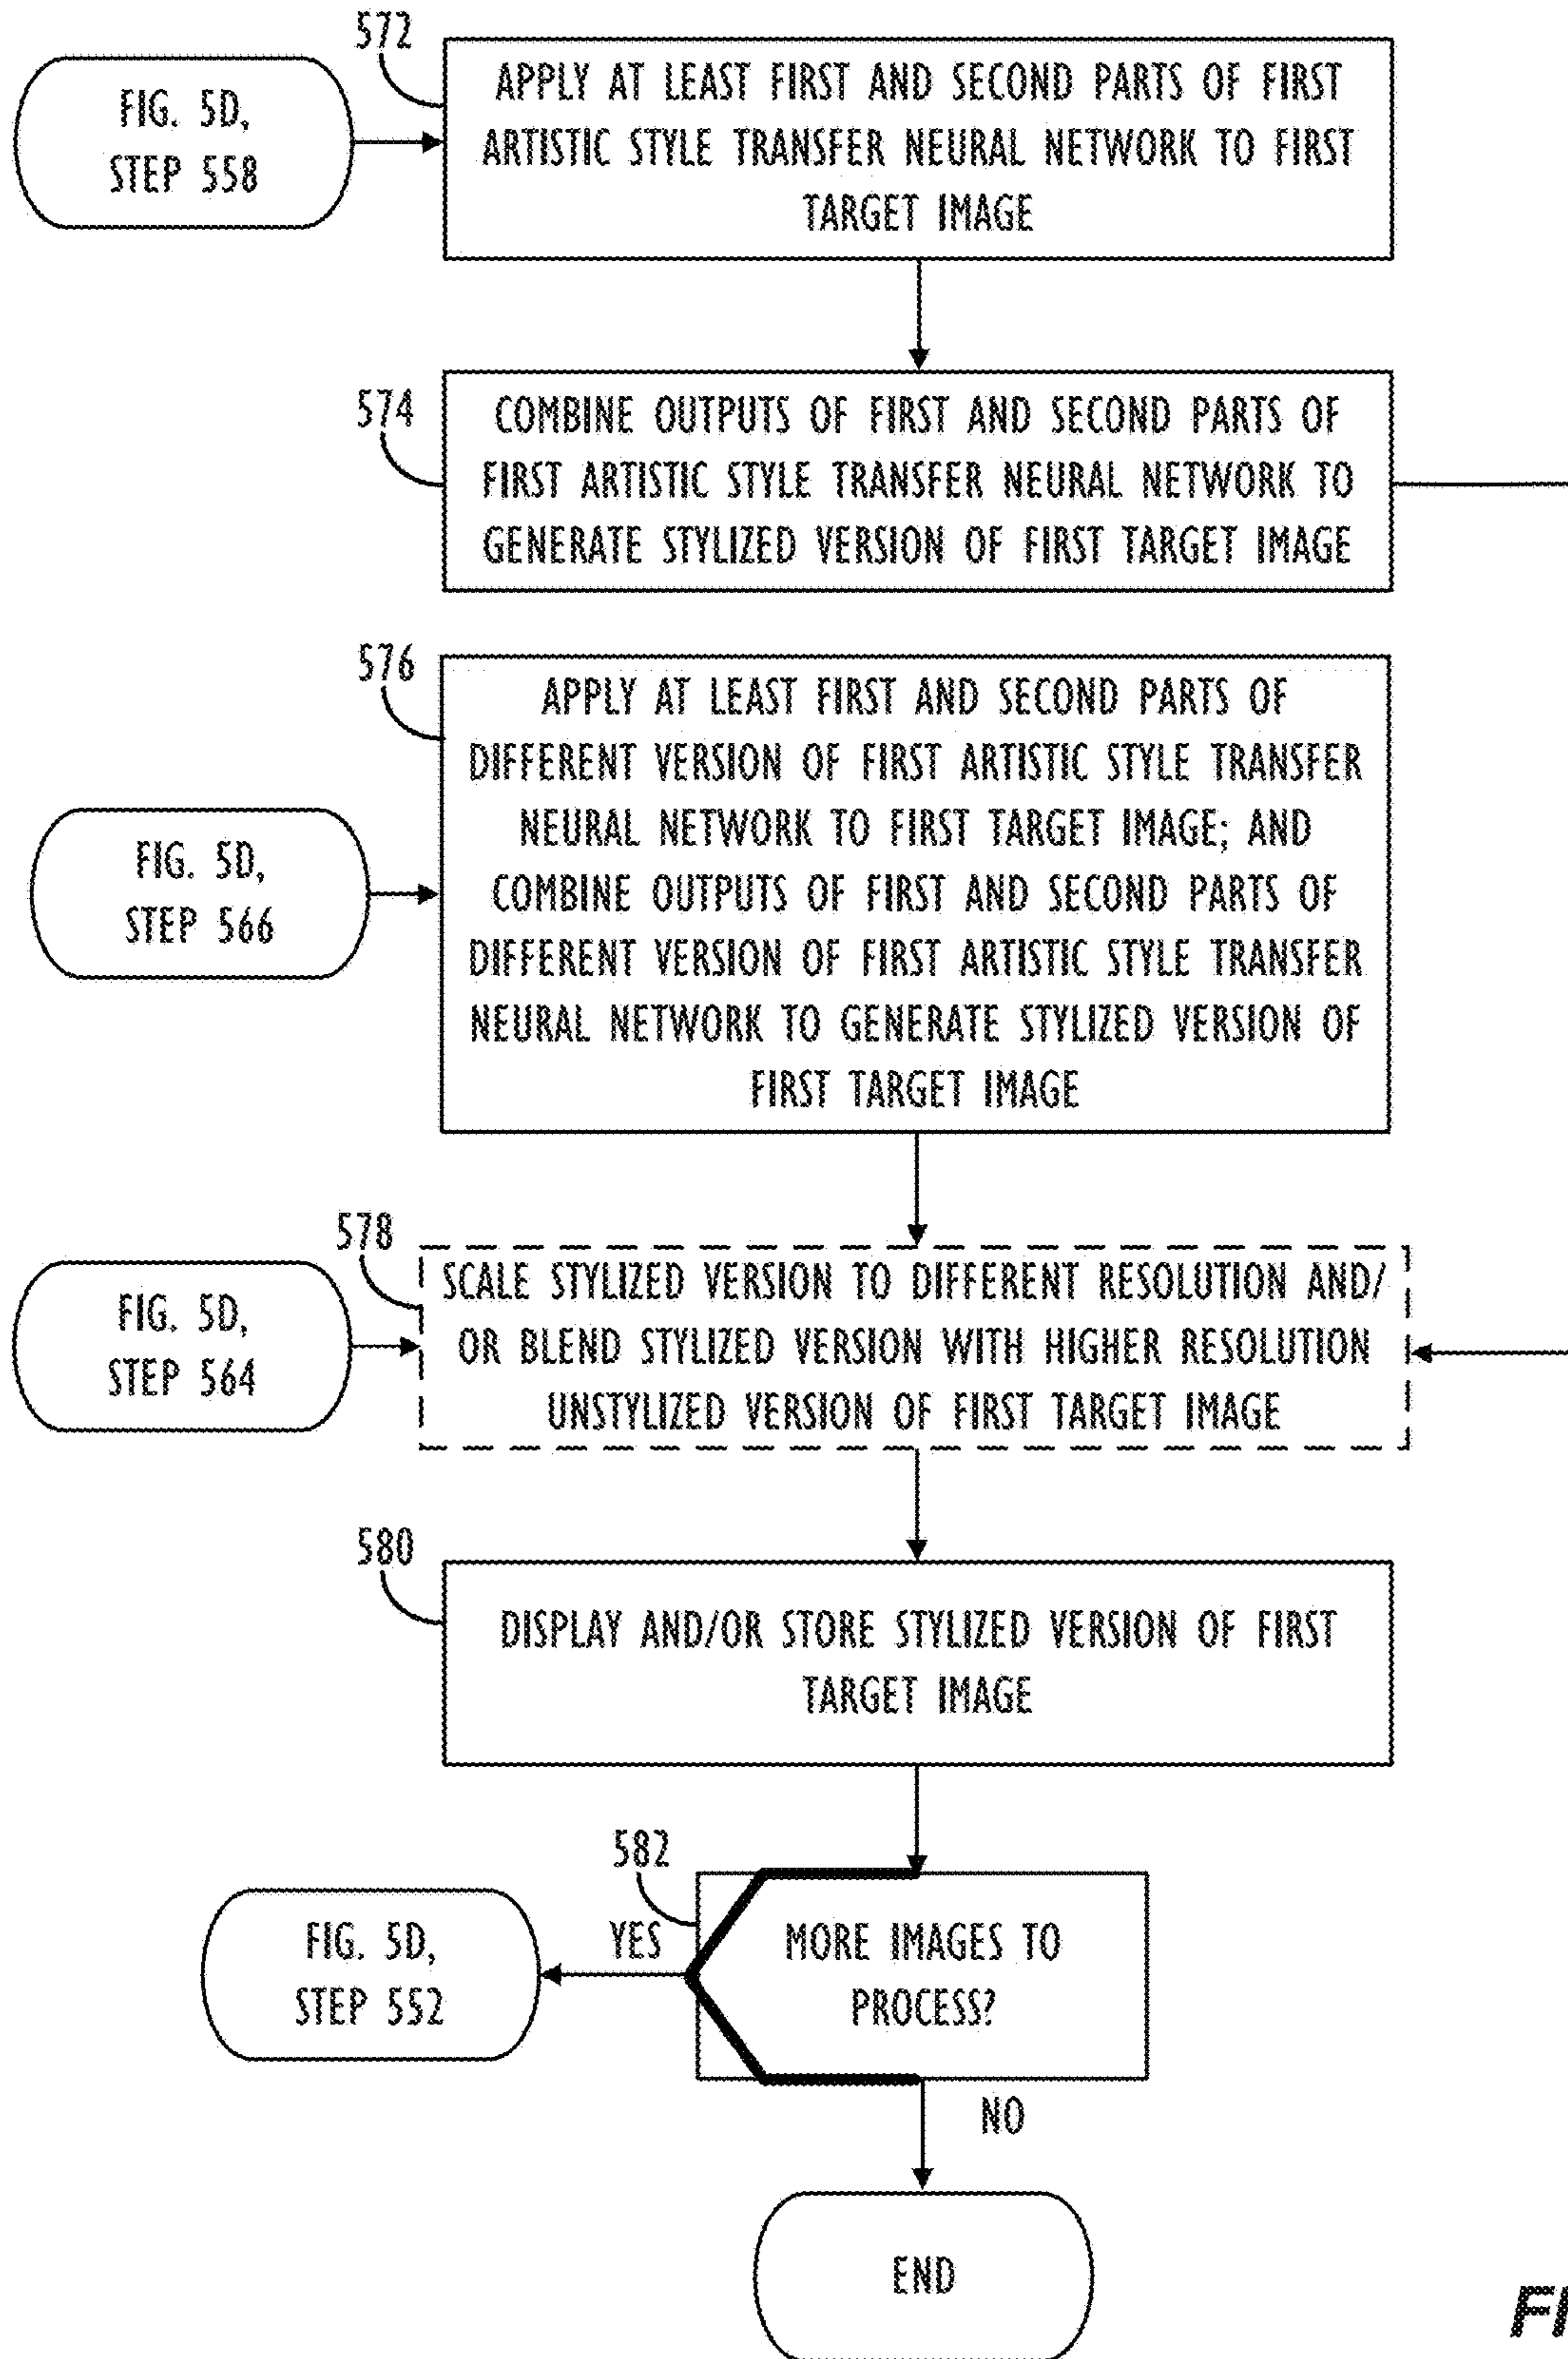 572
FIG. 5D,
STEP 558
APPLY AT LEAST FIRST AND SECOND PARTS OF FIRST
ARTISTIC STYLE TRANSFER NEURAL NETWORK TO FIRST
TARGET IMAGE
574
COMBINE OUTPUTS OF FIRST AND SECOND PARTS OF
FIRST ARTISTIC STYLE TRANSFER NEURAL NETWORK TO
GENERATE STYLIZED VERSION OF FIRST TARGET IMAGE
576
FIG. 5D,
STEP 566
APPLY AT LEAST FIRST AND SECOND PARTS OF
DIFFERENT VERSION OF FIRST ARTISTIC STYLE TRANSFER
NEURAL NETWORK TO FIRST TARGET IMAGE; AND
COMBINE OUTPUTS OF FIRST AND SECOND PARTS OF
DIFFERENT VERSION OF FIRST ARTISTIC STYLE TRANSFER
NEURAL NETWORK TO GENERATE STYLIZED VERSION OF
FIRST TARGET IMAGE
578
FIG. 5D,
STEP 564
SCALE STYLIZED VERSION TO DIFFERENT RESOLUTION AND/
OR BLEND STYLIZED VERSION WITH HIGHER RESOLUTION
UNSTYLIZED VERSION OF FIRST TARGET IMAGE
580
DISPLAY AND/OR STORE STYLIZED VERSION OF FIRST
TARGET IMAGE
582
FIG. 5D,
STEP 552
YES
MORE IMAGES TO
PROCESS?
NO
END